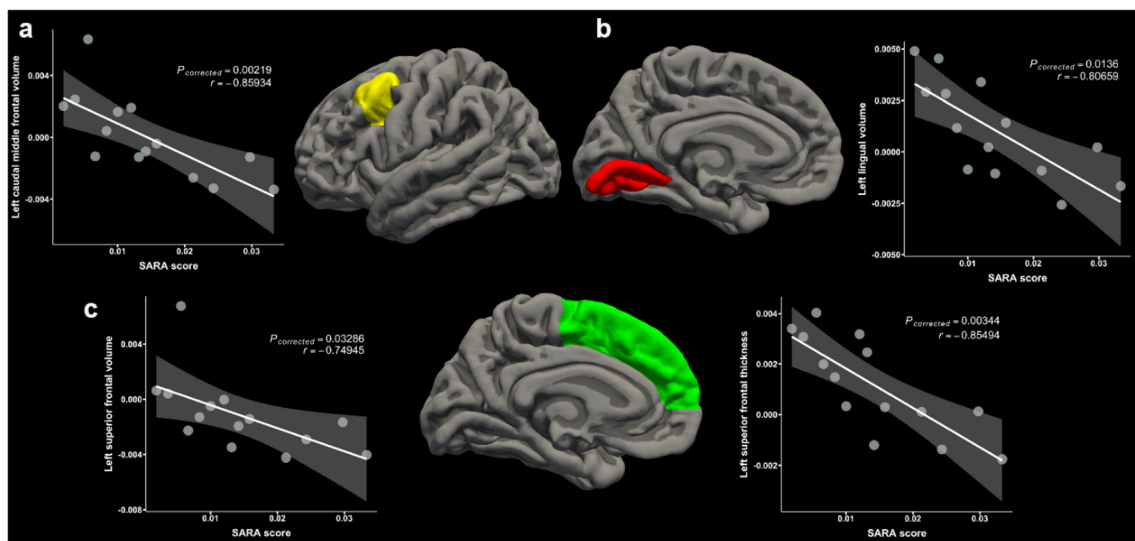 a
P corrected = 0.00219
r = −0.85934
0.004
0.000
-0.004
Left caudal middle frontal volume
0.01
0.02
0.03
SARA score
b
P corrected = 0.0136
r = −0.80659
0.0050
0.0025
0.0000
-0.0025
-0.0050
Left lingual volume
0.01
0.02
0.03
SARA score
c
P corrected = 0.03286
r = −0.74945
0.004
0.000
-0.004
-0.008
Left superior frontal volume
0.01
0.02
0.03
SARA score
P corrected = 0.00344
r = −0.85494
0.004
0.002
0.000
-0.002
Left superior frontal thickness
0.01
0.02
0.03
SARA score